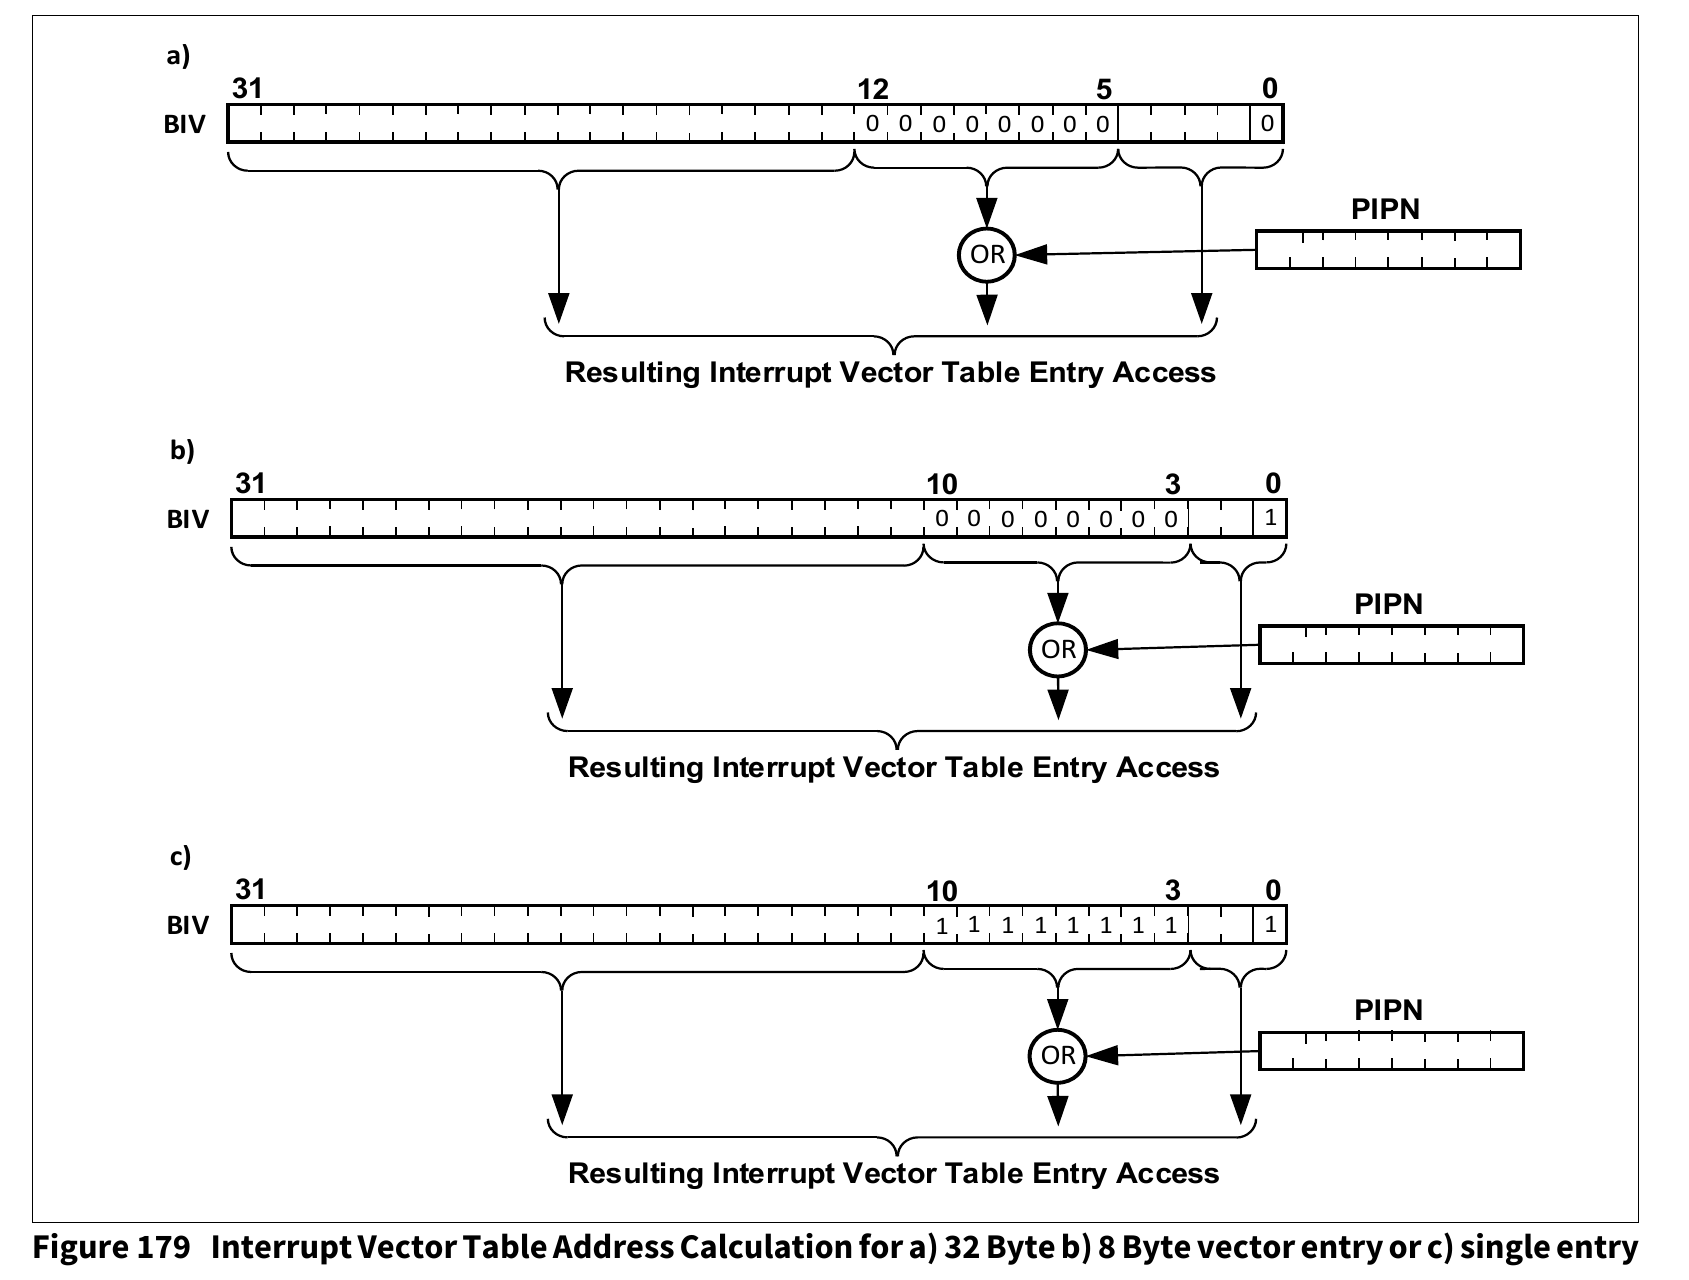 a)
31 12 5 0
BIV 0 0 0 0 0 0 0 0 0
PIPN
OR
Resulting Interrupt Vector Table Entry Access
b)
31 10 3 0
BIV 0 0 0 0 0 0 0 0 1
PIPN
OR
Resulting Interrupt Vector Table Entry Access
c)
31 10 3 0
BIV 1 1 1 1 1 1 1 1 1
PIPN
OR
Resulting Interrupt Vector Table Entry Access
Figure 179 Interrupt Vector Table Address Calculation for a) 32 Byte b) 8 Byte vector entry or c) single entry